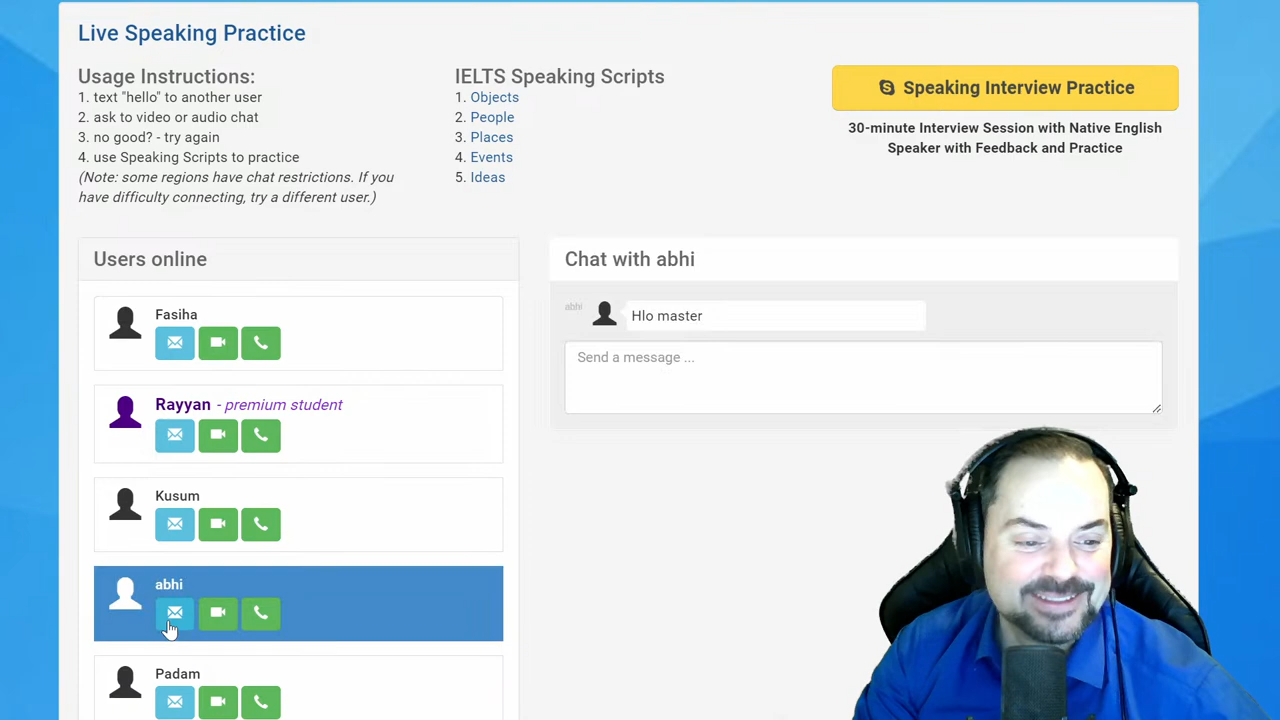 Live Speaking Practice
Usage Instructions:
1. text "hello" to another user
2. ask to video or audio chat
3. no good? - try again
4. use Speaking Scripts to practice
(Note: some regions have chat restrictions. If you
have difficulty connecting, try a different user.)
IELTS Speaking Scripts
1. Objects
2. People
3. Places
4. Events
5. Ideas
Speaking Interview Practice
30-minute Interview Session with Native English
Speaker with Feedback and Practice
Users online
Fasiha
Rayyan - premium student
Kusum
abhi
Padam
Chat with abhi
abhi
Hlo master
Send a message ...